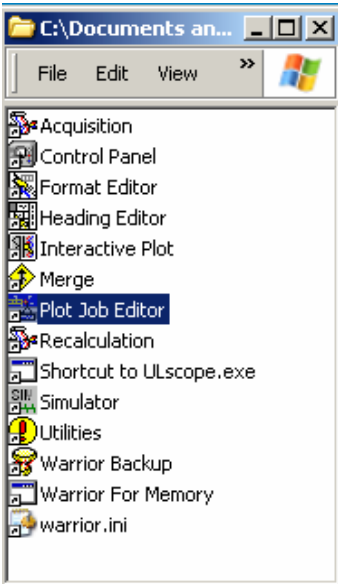 C:\Documents an...
File Edit View »
Acquisition
Control Panel
Format Editor
Heading Editor
Interactive Plot
Merge
Plot Job Editor
Recalculation
Shortcut to ULscope.exe
SIM
Simulator
Utilities
Warrior Backup
Warrior For Memory
warrior.ini